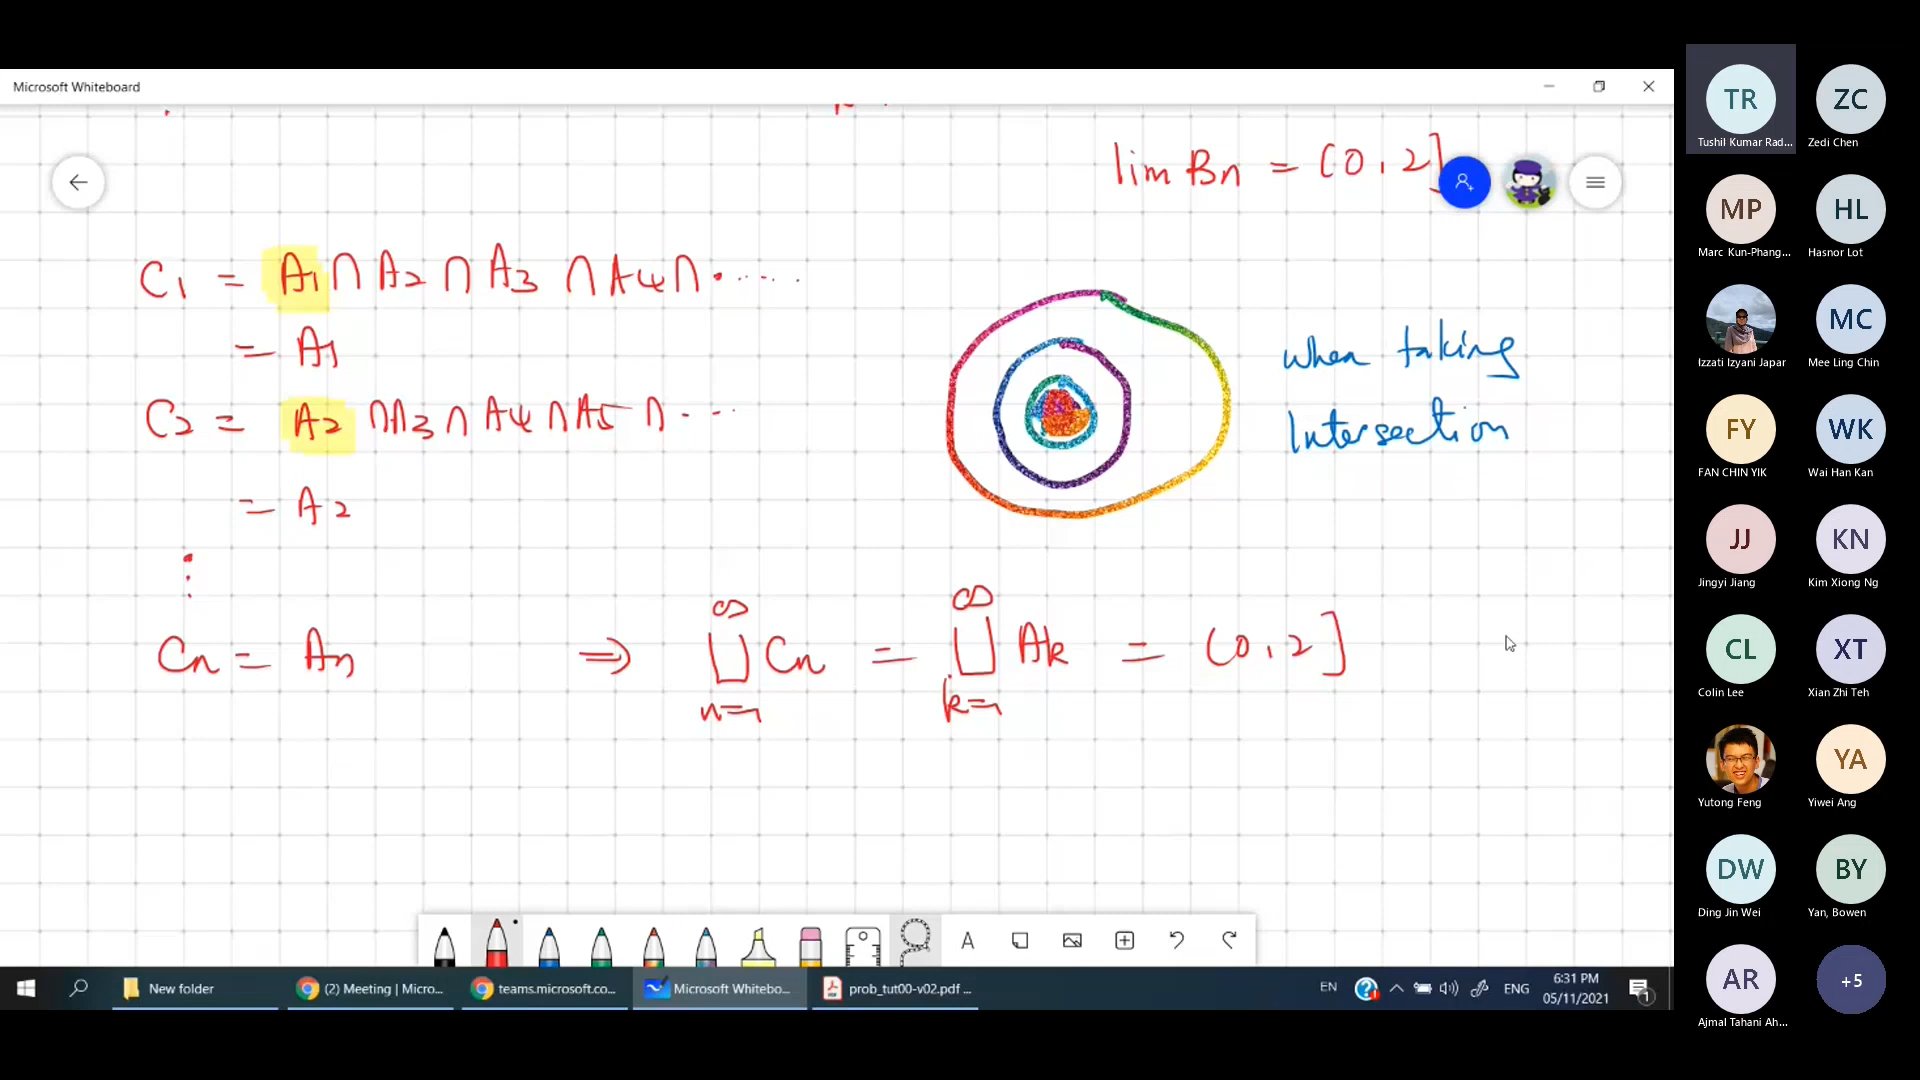 Microsoft Whiteboard
lim Bn = (0, 2]
C1 = A1 ∩ A2 ∩ A3 ∩ A4 ∩ .....
= A1
C2 = A2 ∩ A3 ∩ A4 ∩ A5 ∩ ...
= A2
⋮
Cn = An ⇒ ∞ ⋃ n=1 Cn = ∞ ⋃ k=1 Ak = (0, 2]
when taking
Intersection
TR
Tushil Kumar Rad...
ZC
Zedi Chen
MP
Marc Kun-Phang...
HL
Hasnor Lot
Izzati Izyani Japar
MC
Mee Ling Chin
FY
FAN CHIN YIK
WK
Wai Han Kan
JJ
Jingyi Jiang
KN
Kim Xiong Ng
CL
Colin Lee
XT
Xian Zhi Teh
Yutong Feng
YA
Yiwei Ang
DW
Ding Jin Wei
BY
Yan, Bowen
AR
Ajmal Tahani Ah...
+5
A
New folder
(2) Meeting | Micro...
teams.microsoft.co...
Microsoft Whitebo...
prob_tut00-v02.pdf ...
EN
ENG
6:31 PM
05/11/2021
1